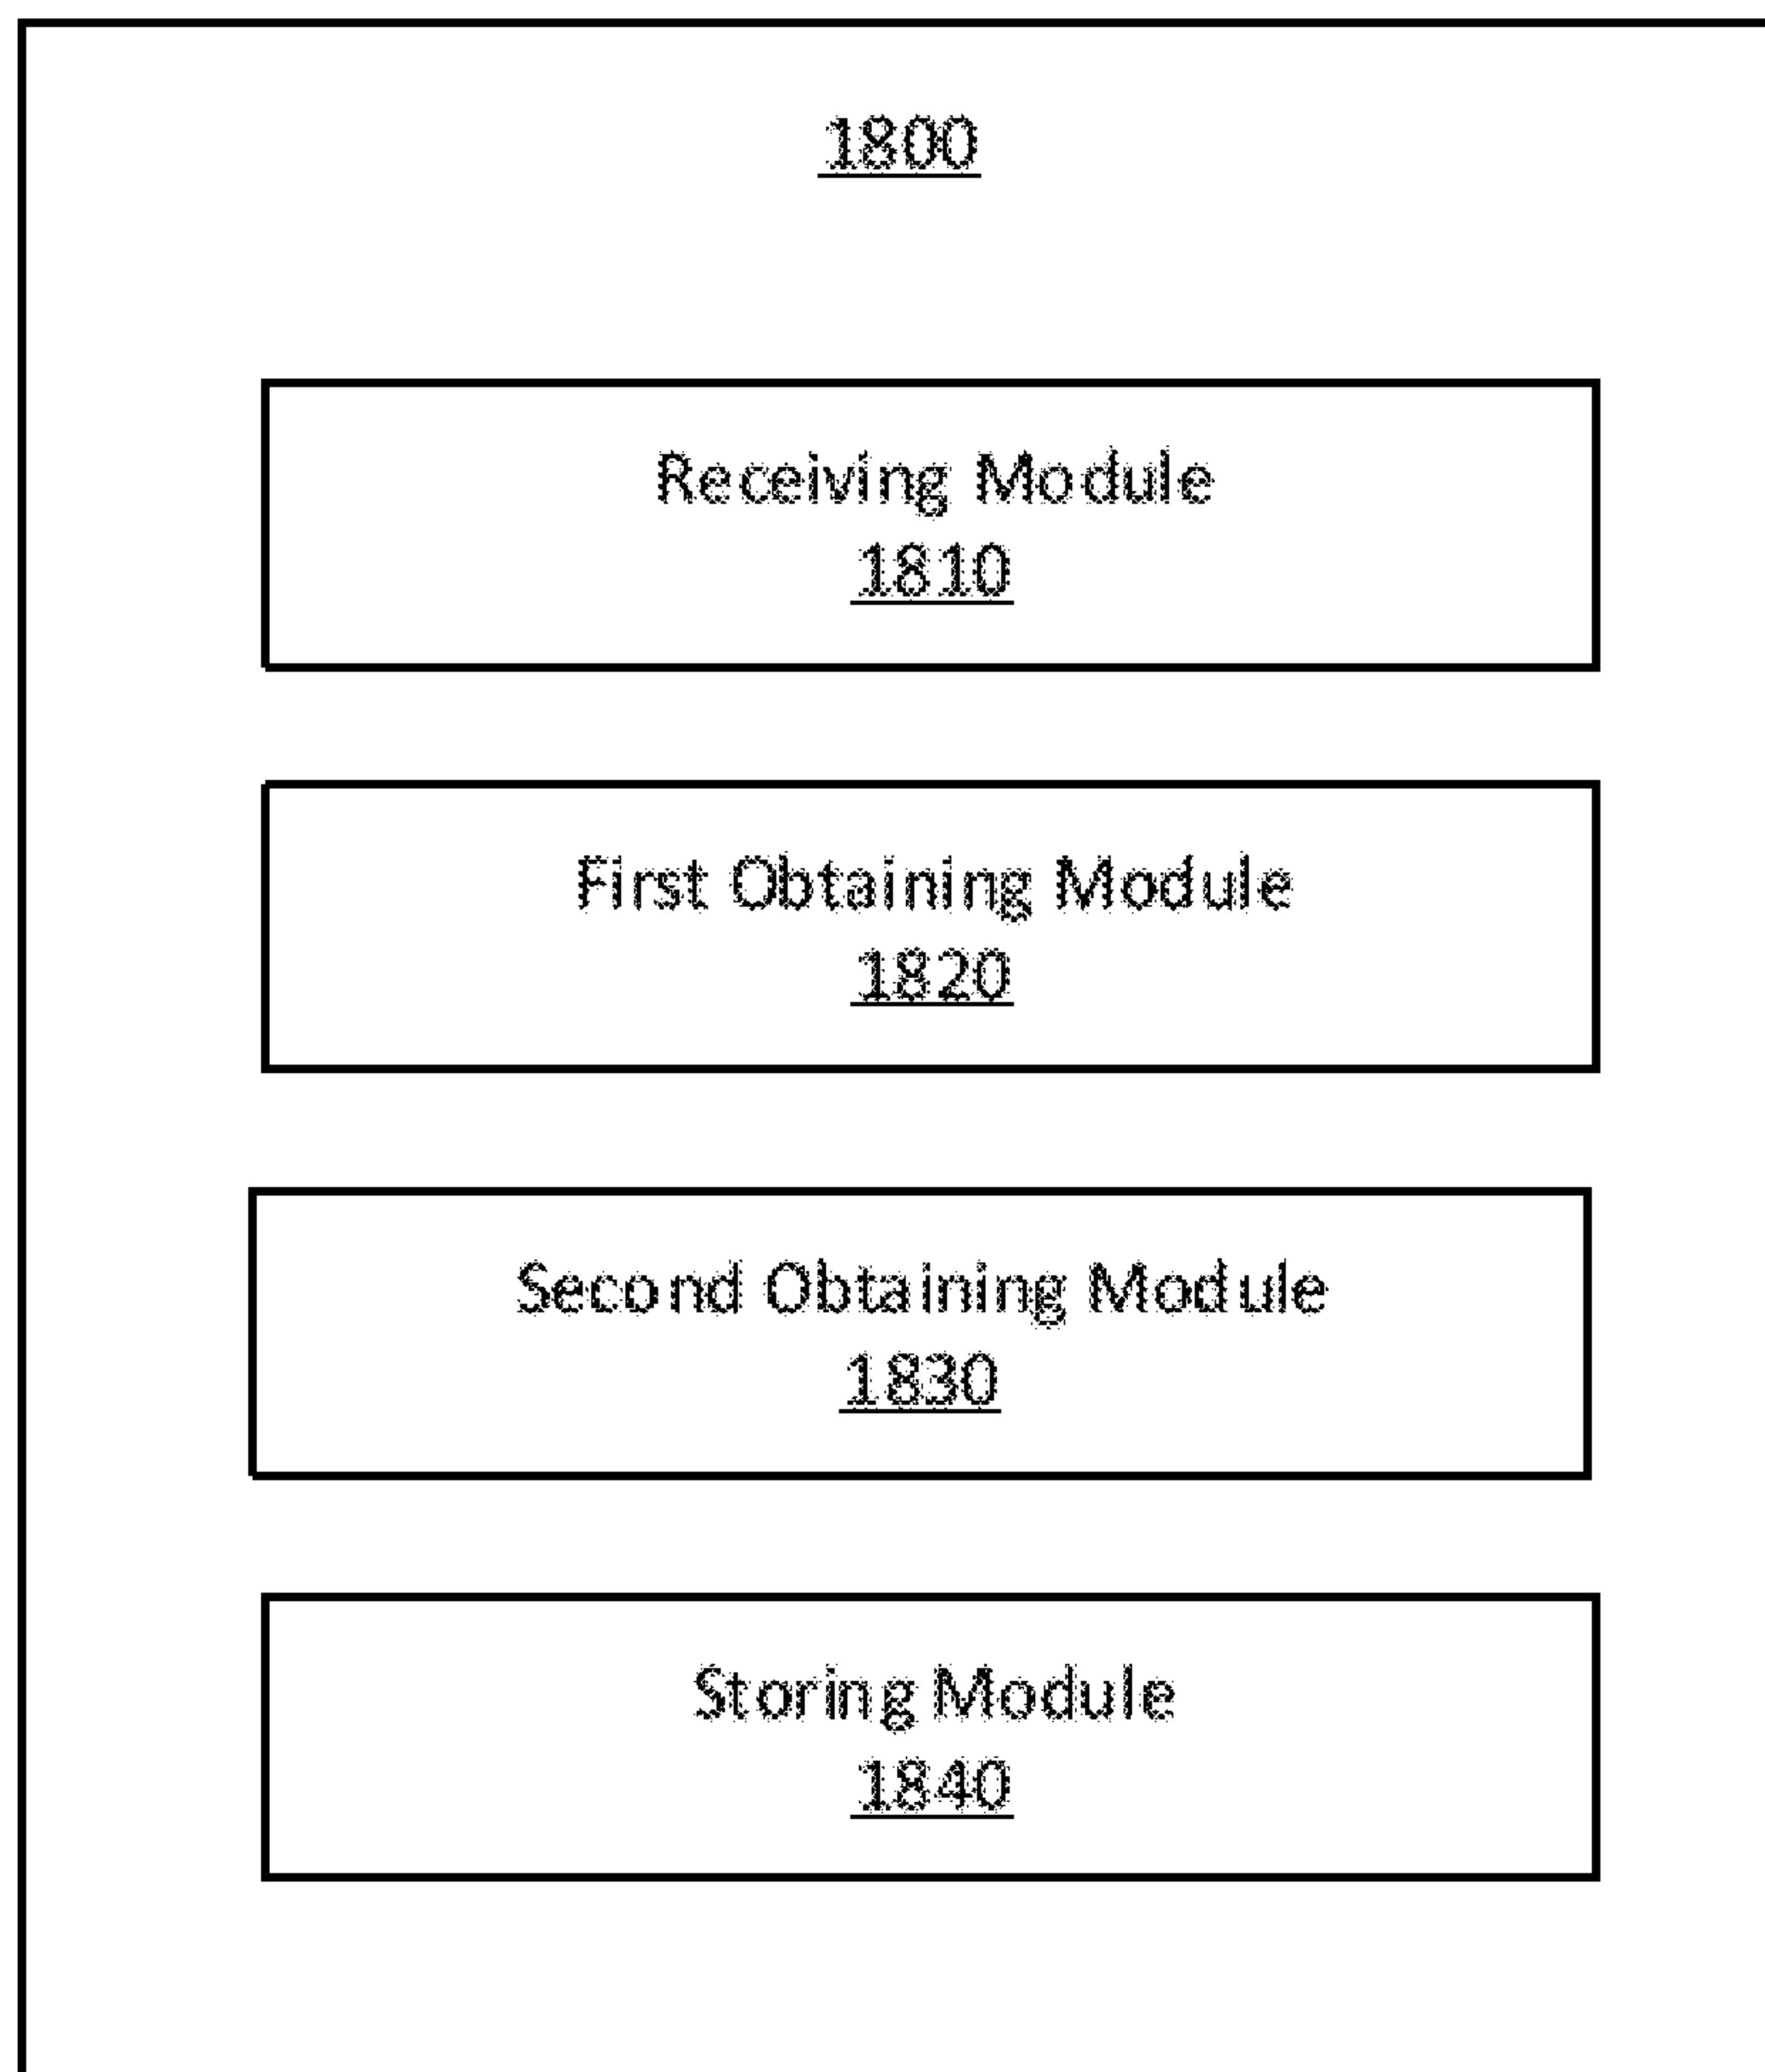 1800
Receiving Module
1810
First Obtaining Module
1820
Second Obtaining Module
1830
Storing Module
1840